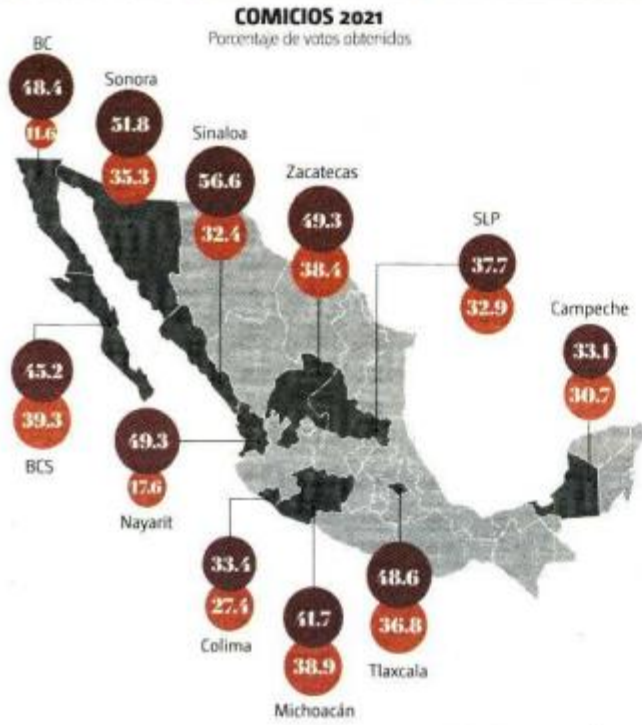 COMICIOS 2021
Porcentaje de votos obtenidos
BC
48.4
11.6
Sonora
51.8
35.3
Sinaloa
56.6
32.4
Zacatecas
49.3
38.4
SLP
37.7
32.9
Campeche
33.1
30.7
45.2
39.3
BCS
49.3
17.6
Nayarit
33.4
27.4
Colima
41.7
38.9
Michoacán
48.6
36.8
Tlaxcala